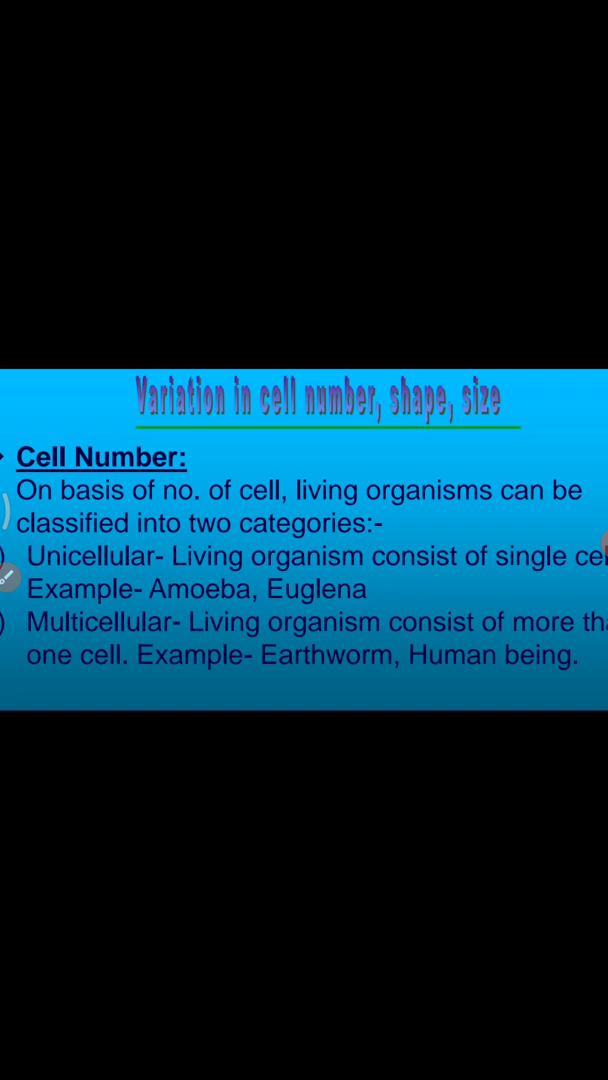 Variation in cell number, shape, size
Cell Number:
On basis of no. of cell, living organisms can be
classified into two categories:-
) Unicellular- Living organism consist of single
Example- Amoeba, Euglena
) Multicellular- Living organism consist of more
one cell. Example- Earthworm, Human being.